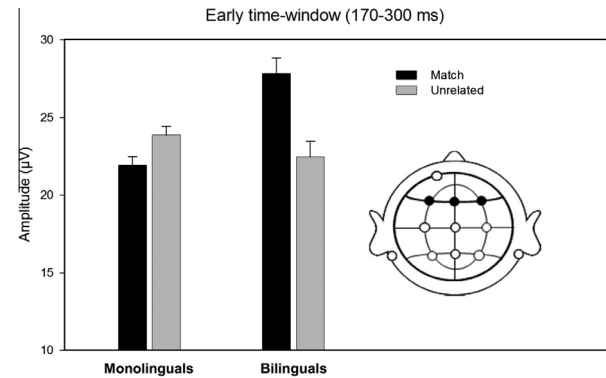 Early time-window (170-300 ms)
30
25
20
15
10
Amplitude (μV)
Match
Unrelated
Monolinguals
Bilinguals